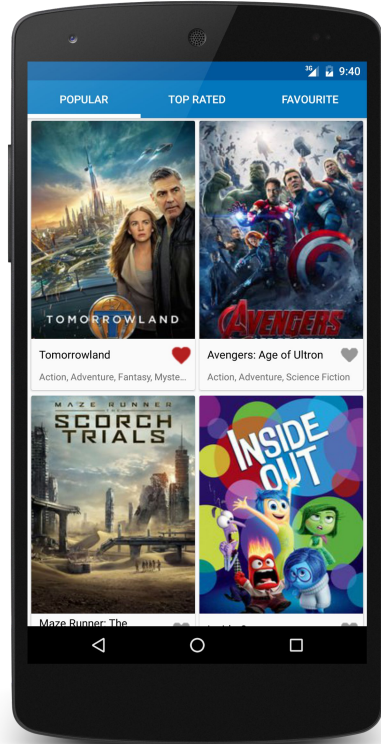 3G 9:40
POPULAR TOP RATED FAVOURITE
TOMORROWLAND
AVENGERS
Tomorrowland
Action, Adventure, Fantasy, Myste...
Avengers: Age of Ultron
Action, Adventure, Science Fiction
MAZE RUNNER
THE
SCORCH
TRIALS
INSIDE
OUT
Maze Runner: The